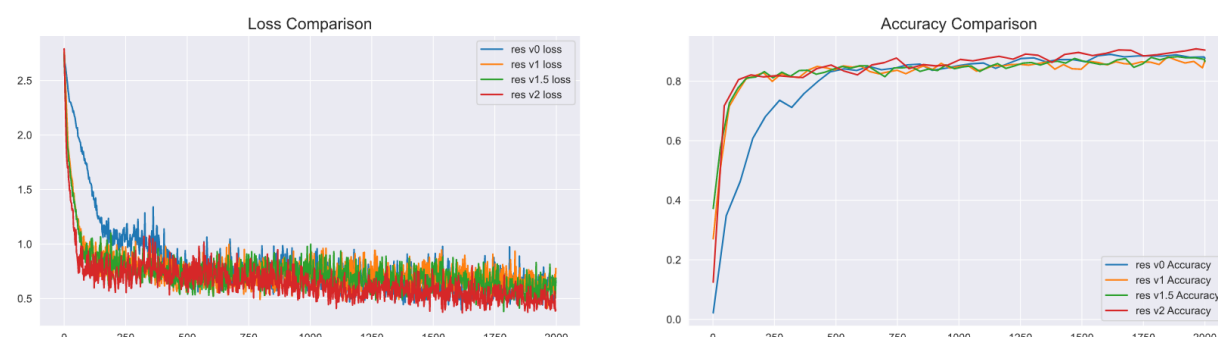 Loss Comparison
res v0 loss
res v1 loss
res v1.5 loss
res v2 loss
2.5
2.0
1.5
1.0
0.5
0
250
500
750
1000
1250
1500
1750
2000
Accuracy Comparison
0.8
0.6
0.4
0.2
0.0
res v0 Accuracy
res v1 Accuracy
res v1.5 Accuracy
res v2 Accuracy
0
250
500
750
1000
1250
1500
1750
2000